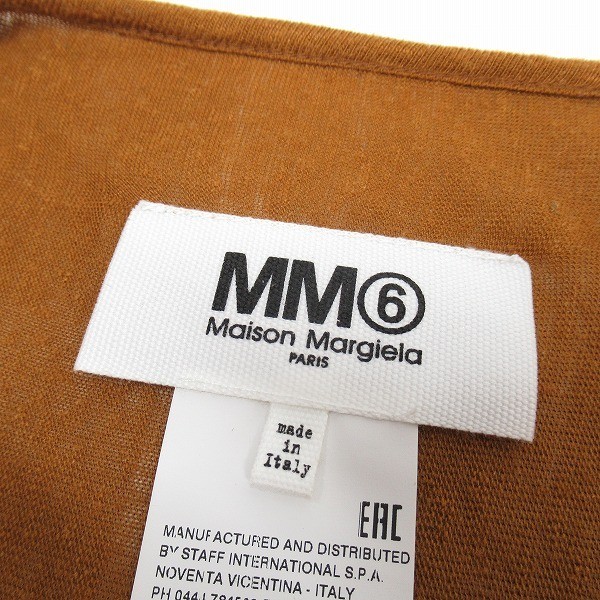 MM⑥
Maison Margiela
PARIS
made
in
Italy
EAC
MANUFACTURED AND DISTRIBUTED
BY STAFF INTERNATIONAL S.P.A.
NOVENTA VICENTINA - ITALY